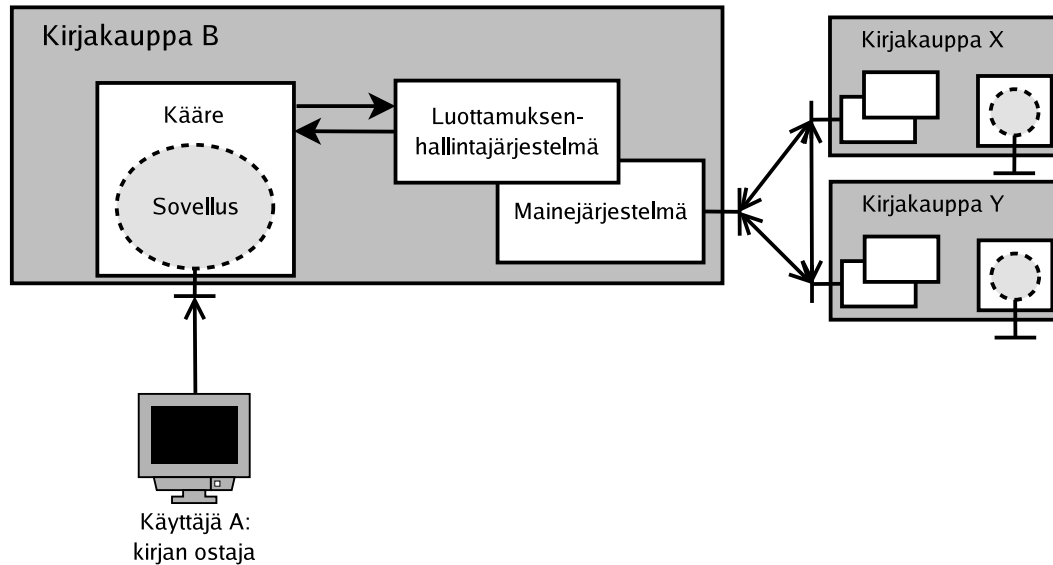 Kirjakauppa B
Kääre
Sovellus
Luottamuksen-
hallintajärjestelmä
Mainejärjestelmä
Kirjakauppa X
Kirjakauppa Y
Käyttäjä A:
kirjan ostaja